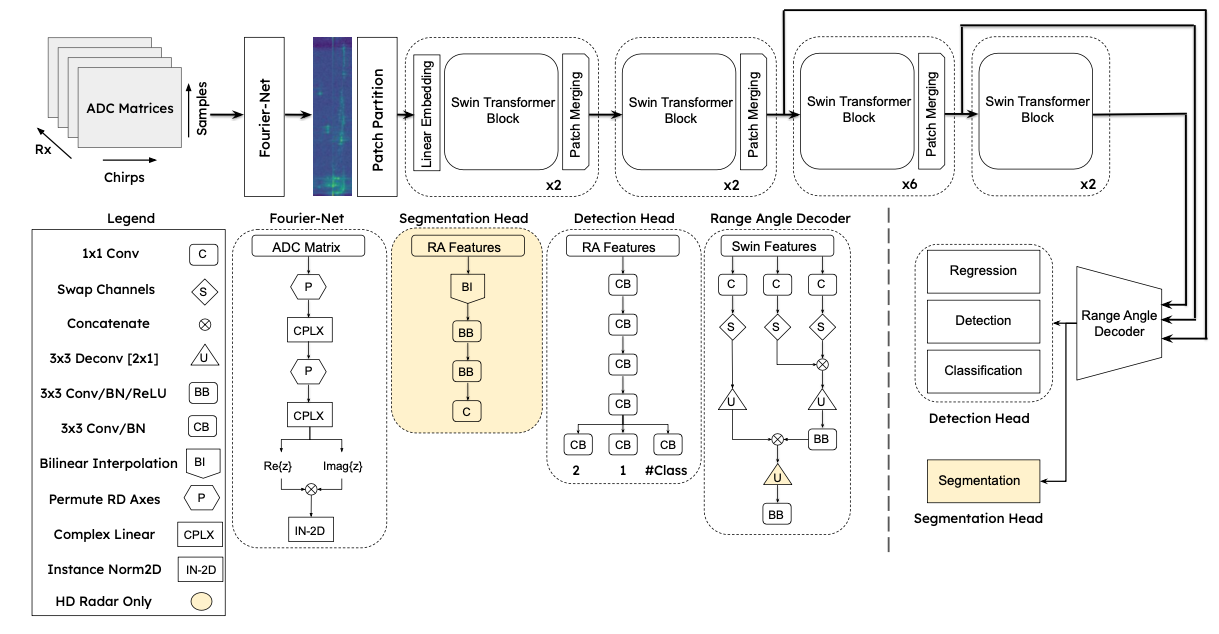 ADC Matrices
Samples
Rx
Chirps
Fourier-Net
Patch Partition
Linear Embedding
Swin Transformer
Block
Patch Merging
x2
Swin Transformer
Block
Patch Merging
x2
Swin Transformer
Block
Patch Merging
x6
Swin Transformer
Block
x2
Legend
1x1 Conv
C
Swap Channels
S
Concatenate
3x3 Deconv [2x1]
U
3x3 Conv/BN/ReLU
BB
3x3 Conv/BN
CB
Bilinear Interpolation
BI
Permute RD Axes
P
Complex Linear
CPLX
Instance Norm2D
IN-2D
HD Radar Only
Fourier-Net
ADC Matrix
P
CPLX
P
CPLX
Re{z}
Imag{z}
IN-2D
Segmentation Head
RA Features
BI
BB
BB
C
Detection Head
RA Features
CB
CB
CB
CB
CB
CB
CB
2
1
#Class
Range Angle Decoder
Swin Features
C
C
C
S
S
S
U
U
BB
U
BB
Regression
Detection
Classification
Detection Head
Range Angle
Decoder
Segmentation
Segmentation Head